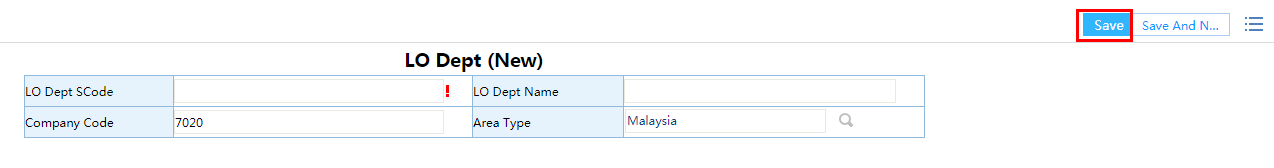 Save Save And N...
LO Dept (New)
LO Dept SCode ! LO Dept Name
Company Code 7020 Area Type Malaysia